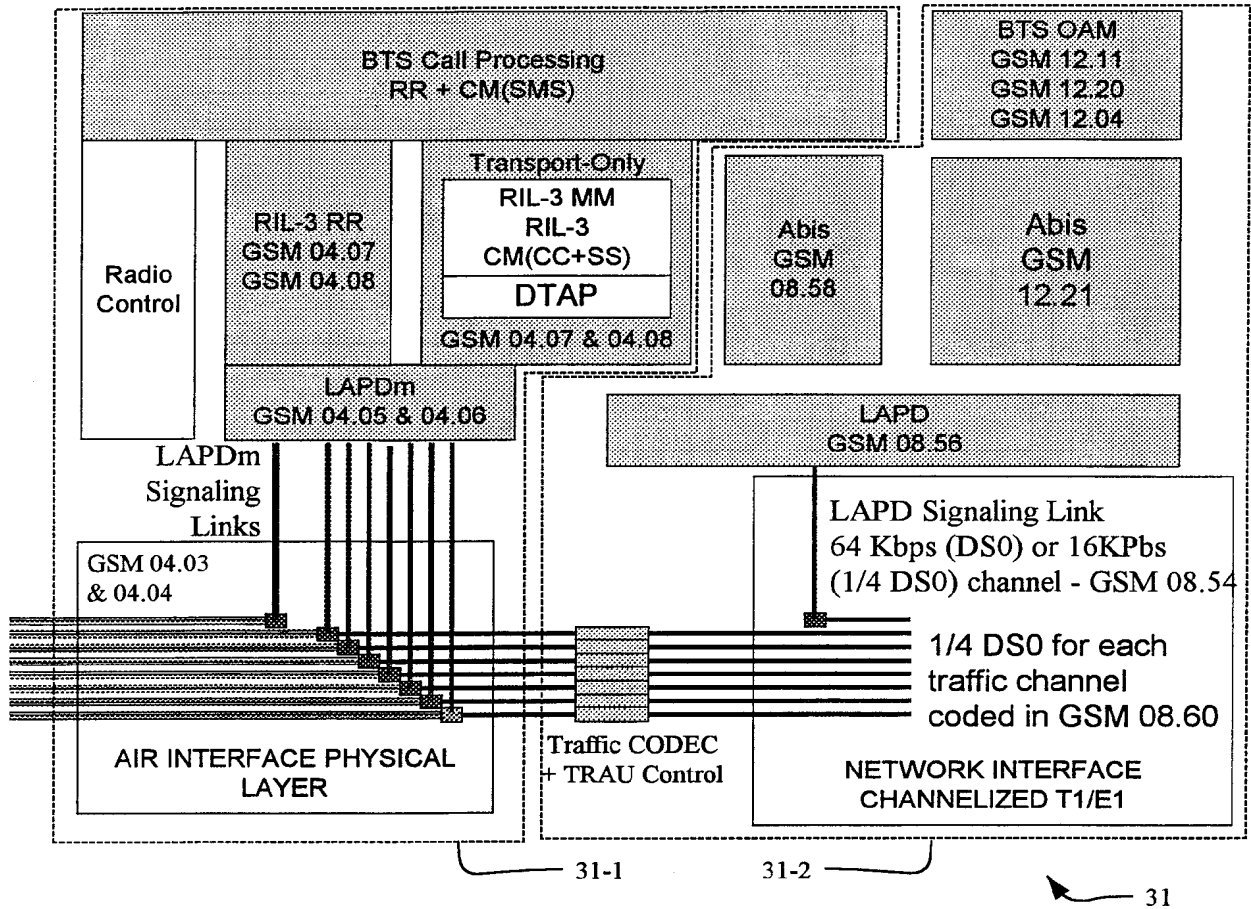 BTS Call Processing
RR + CM(SMS)
BTS OAM
GSM 12.11
GSM 12.20
GSM 12.04
Radio
Control
RIL-3 RR
GSM 04.07
GSM 04.08
Transport-Only
RIL-3 MM
RIL-3
CM(CC+SS)
DTAP
GSM 04.07 & 04.08
Abis
GSM
08.58
Abis
GSM
12.21
LAPDm
GSM 04.05 & 04.06
LAPD
GSM 08.56
LAPDm
Signaling
Links
GSM 04.03
& 04.04
AIR INTERFACE PHYSICAL
LAYER
Traffic CODEC
+ TRAU Control
LAPD Signaling Link
64 Kbps (DS0) or 16KPbs
(1/4 DS0) channel - GSM 08.54
1/4 DS0 for each
traffic channel
coded in GSM 08.60
NETWORK INTERFACE
CHANNELIZED T1/E1
31-1
31-2
31